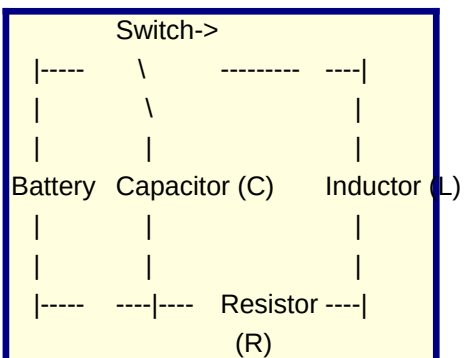 Switch->
|----- \ --------- ----|
| \ |
| | |
Battery Capacitor (C) Inductor (L)
| | |
| | |
|----- ----|---- Resistor ----|
(R)